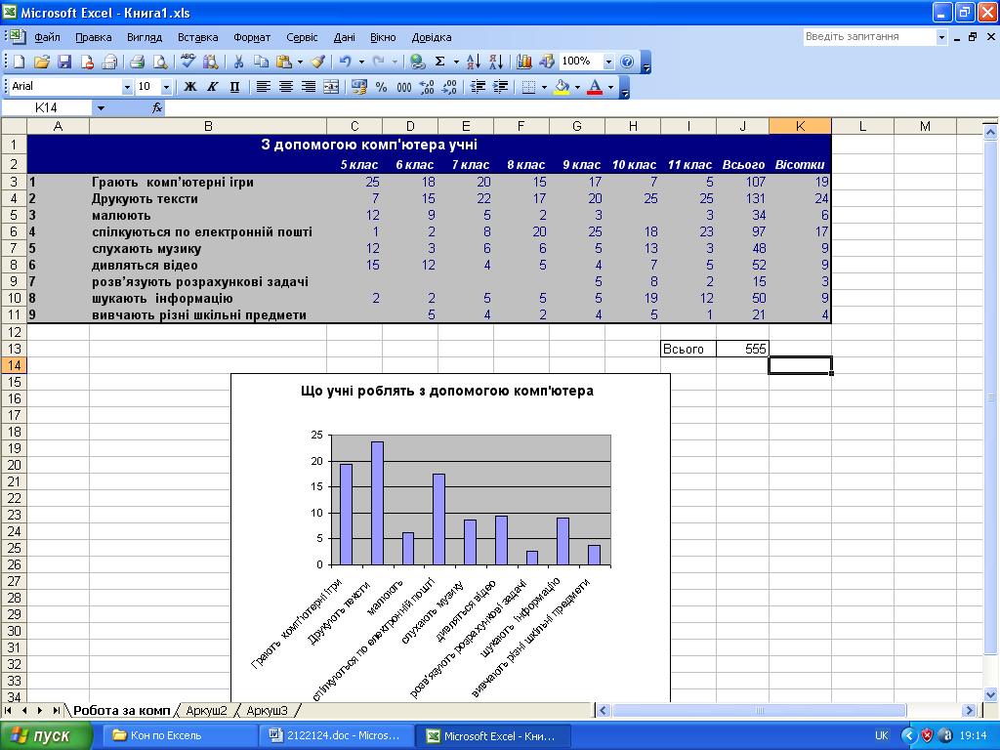 Microsoft Excel - Книга1.xls
Файл Правка Вигляд Вставка Формат Сервіс Дані Вікно Довідка Введіть запитання
100%
Arial 10 Ж К П % 000
K14 fx
A B C D E F G H I J K L M
1 З допомогою комп'ютера учні
2 5 клас 6 клас 7 клас 8 клас 9 клас 10 клас 11 клас Всього Вісотки
3 1 Грають комп'ютерні ігри 25 18 20 15 17 7 5 107 19
4 2 Друкують тексти 7 15 22 17 20 25 25 131 24
5 3 малюють 12 9 5 2 3 3 34 6
6 4 спілкуються по електронній пошті 1 2 8 20 25 18 23 97 17
7 5 слухають музику 12 3 6 6 5 13 3 48 9
8 6 дивляться відео 15 12 4 5 4 7 5 52 9
9 7 розв'язують розрахункові задачі 5 8 2 15 3
10 8 шукають інформацію 2 2 5 5 5 19 12 50 9
11 9 вивчають різні шкільні предмети 5 4 2 4 5 1 21 4
12
13 Всього 555
14
15
16
17
18
19
20
21
22
23
24
25
26
27
28
29
30
31
32
33
34
Що учні роблять з допомогою комп'ютера
25
20
15
10
5
0
Грають комп'ютерні ігри
Друкують тексти
малюють
спілкуються по електронній пошті
слухають музику
дивляться відео
розв'язують розрахункові задачі
шукають інформацію
вивчають різні шкільні предмети
Робота за комп Аркуш2 Аркуш3
пуск Кон по Ексель 2122124.doc - Micros... Microsoft Excel - Кни... UK 19:14